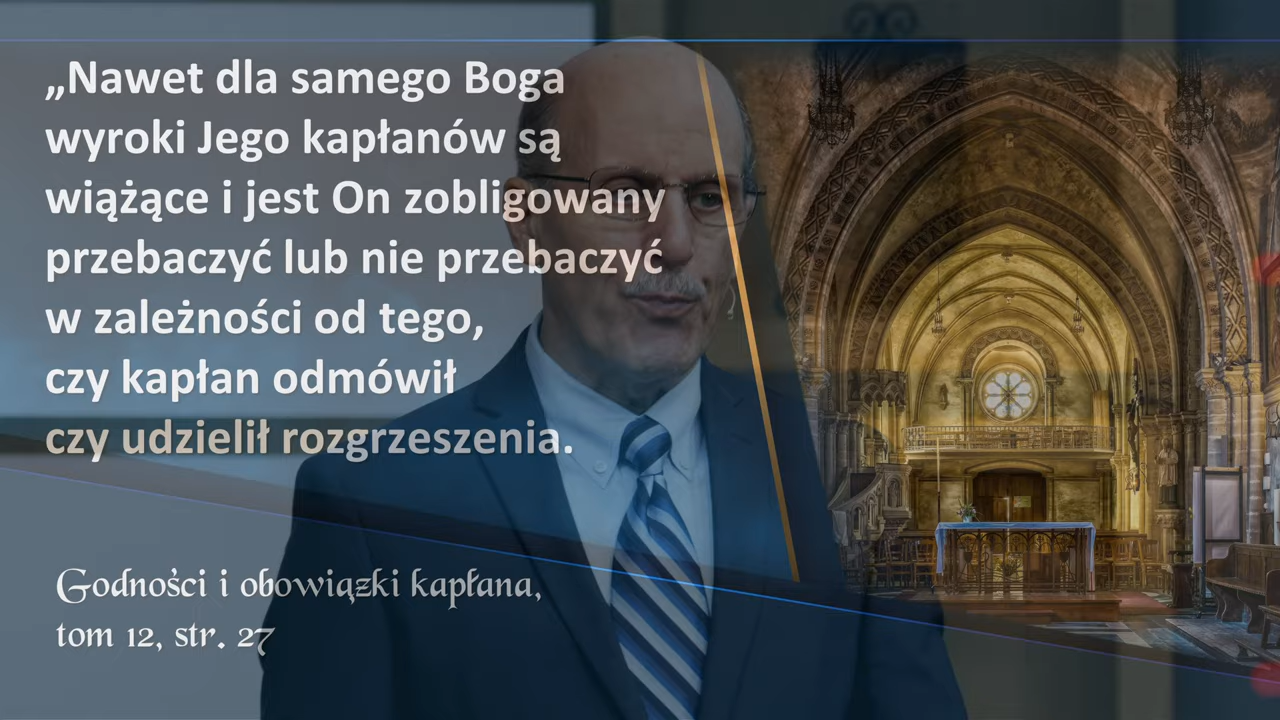 „Nawet dla samego Boga
wyroki Jego kapłanów są
wiążące i jest On zobligowany
przebaczyć lub nie przebaczyć
w zależności od tego,
czy kapłan odmówił
czy udzielił rozgrzeszenia.
Godności i obowiązki kapłana,
tom 12, str. 27